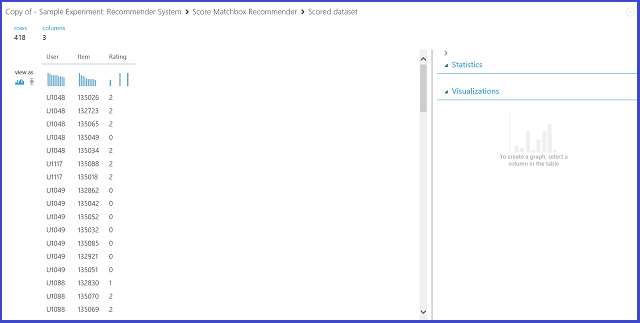 Copy of - Sample Experiment: Recommender System > Score Matchbox Recommender > Scored dataset
rows columns
418 3
User Item Rating
view as
U1048 135026 2
U1048 132723 2
U1048 135065 2
U1048 135049 0
U1048 135034 2
U1117 135088 2
U1117 135018 2
U1049 132862 0
U1049 135042 0
U1049 135052 0
U1049 135032 0
U1049 135085 0
U1049 132921 0
U1049 135051 0
U1088 132830 1
U1088 135070 2
U1088 135069 2
Statistics
Visualizations
To create a graph, select a
column in the table